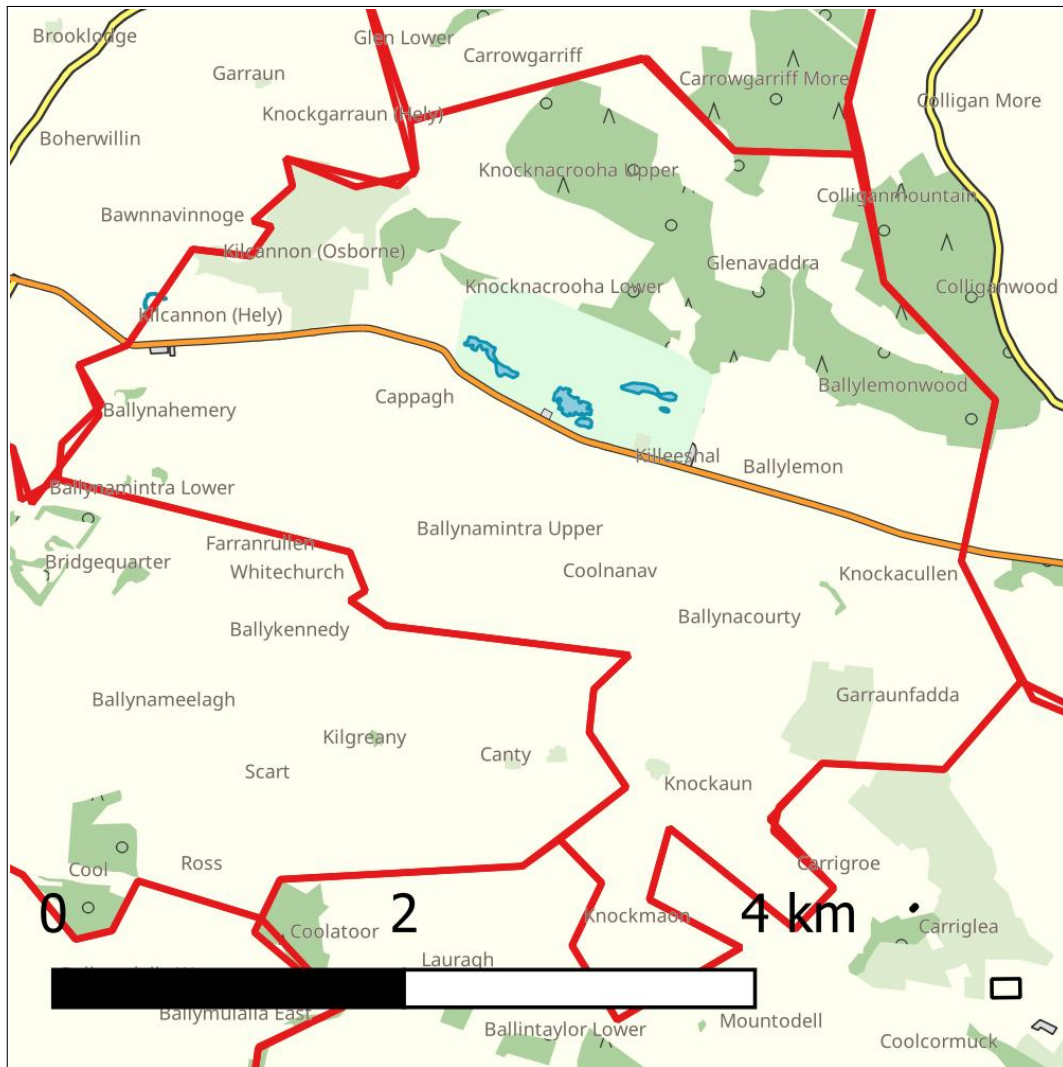 Brooklodge
Glen Lower
Carrowgarriff
Garraun
Carrowgarriff More
Colligan More
Knockgarraun (Hely)
Boherwillin
Knocknacrooha Upper
Colliganmountain
Bawnnavinnoge
Kilcannon (Osborne)
Glenavaddra
Knocknacrooha Lower
Colliganwood
Kilcannon (Hely)
Ballylemonwood
Cappagh
Ballynahemery
Killeeshal
Ballylemon
Ballynamintra Lower
Ballynamintra Upper
Farranrullen
Bridgequarter
Whitechurch
Coolnanav
Knockacullen
Ballynacourty
Ballykennedy
Garraunfadda
Ballynameelagh
Kilgreany
Canty
Scart
Knockaun
Cool
Ross
Carrigroe
0
2
4 km
Knockmaon
Coolatoor
Carriglea
Lauragh
Ballymulalla East
Ballintaylor Lower
Mountodell
Coolcormuck